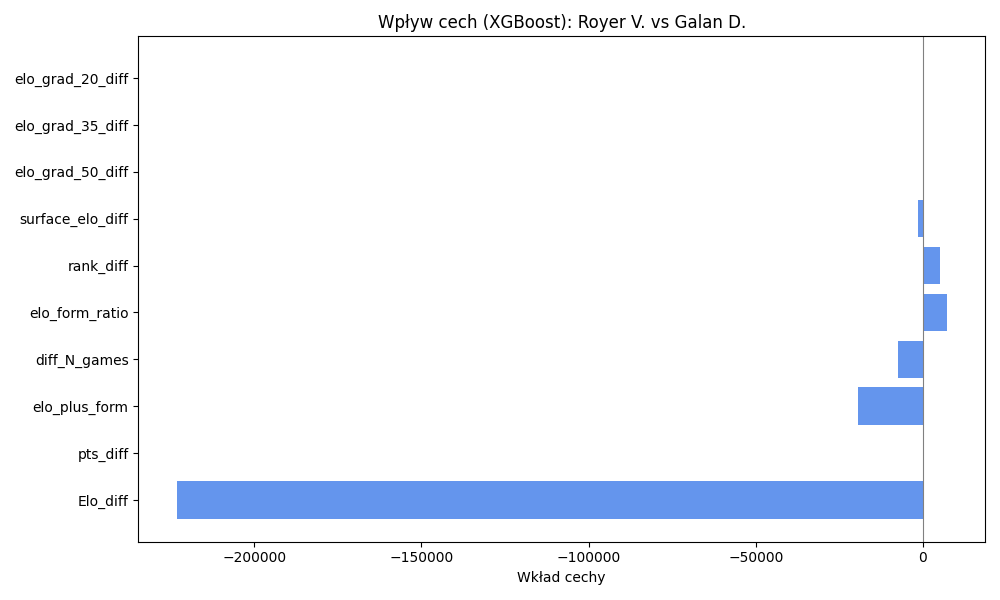 Wpływ cech (XGBoost): Royer V. vs Galan D.
elo_grad_20_diff
elo_grad_35_diff
elo_grad_50_diff
surface_elo_diff
rank_diff
elo_form_ratio
diff_N_games
elo_plus_form
pts_diff
Elo_diff
−200000 −150000 −100000 −50000 0
Wkład cechy